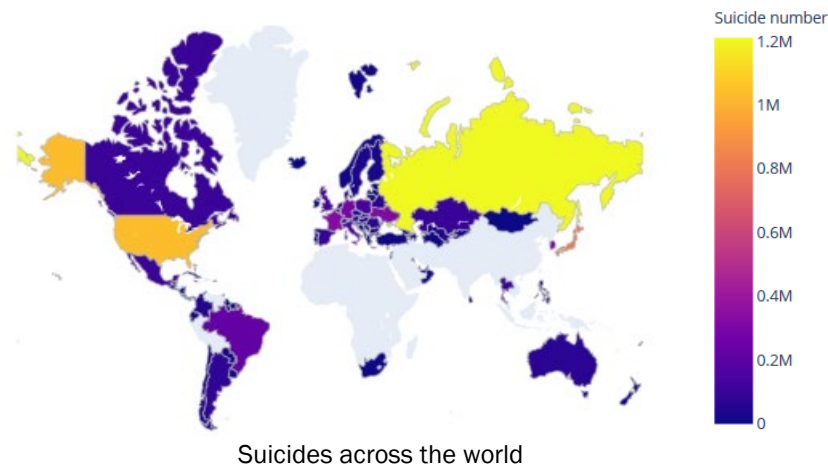 Suicide number
1.2M
1M
0.8M
0.6M
0.4M
0.2M
0
Suicides across the world